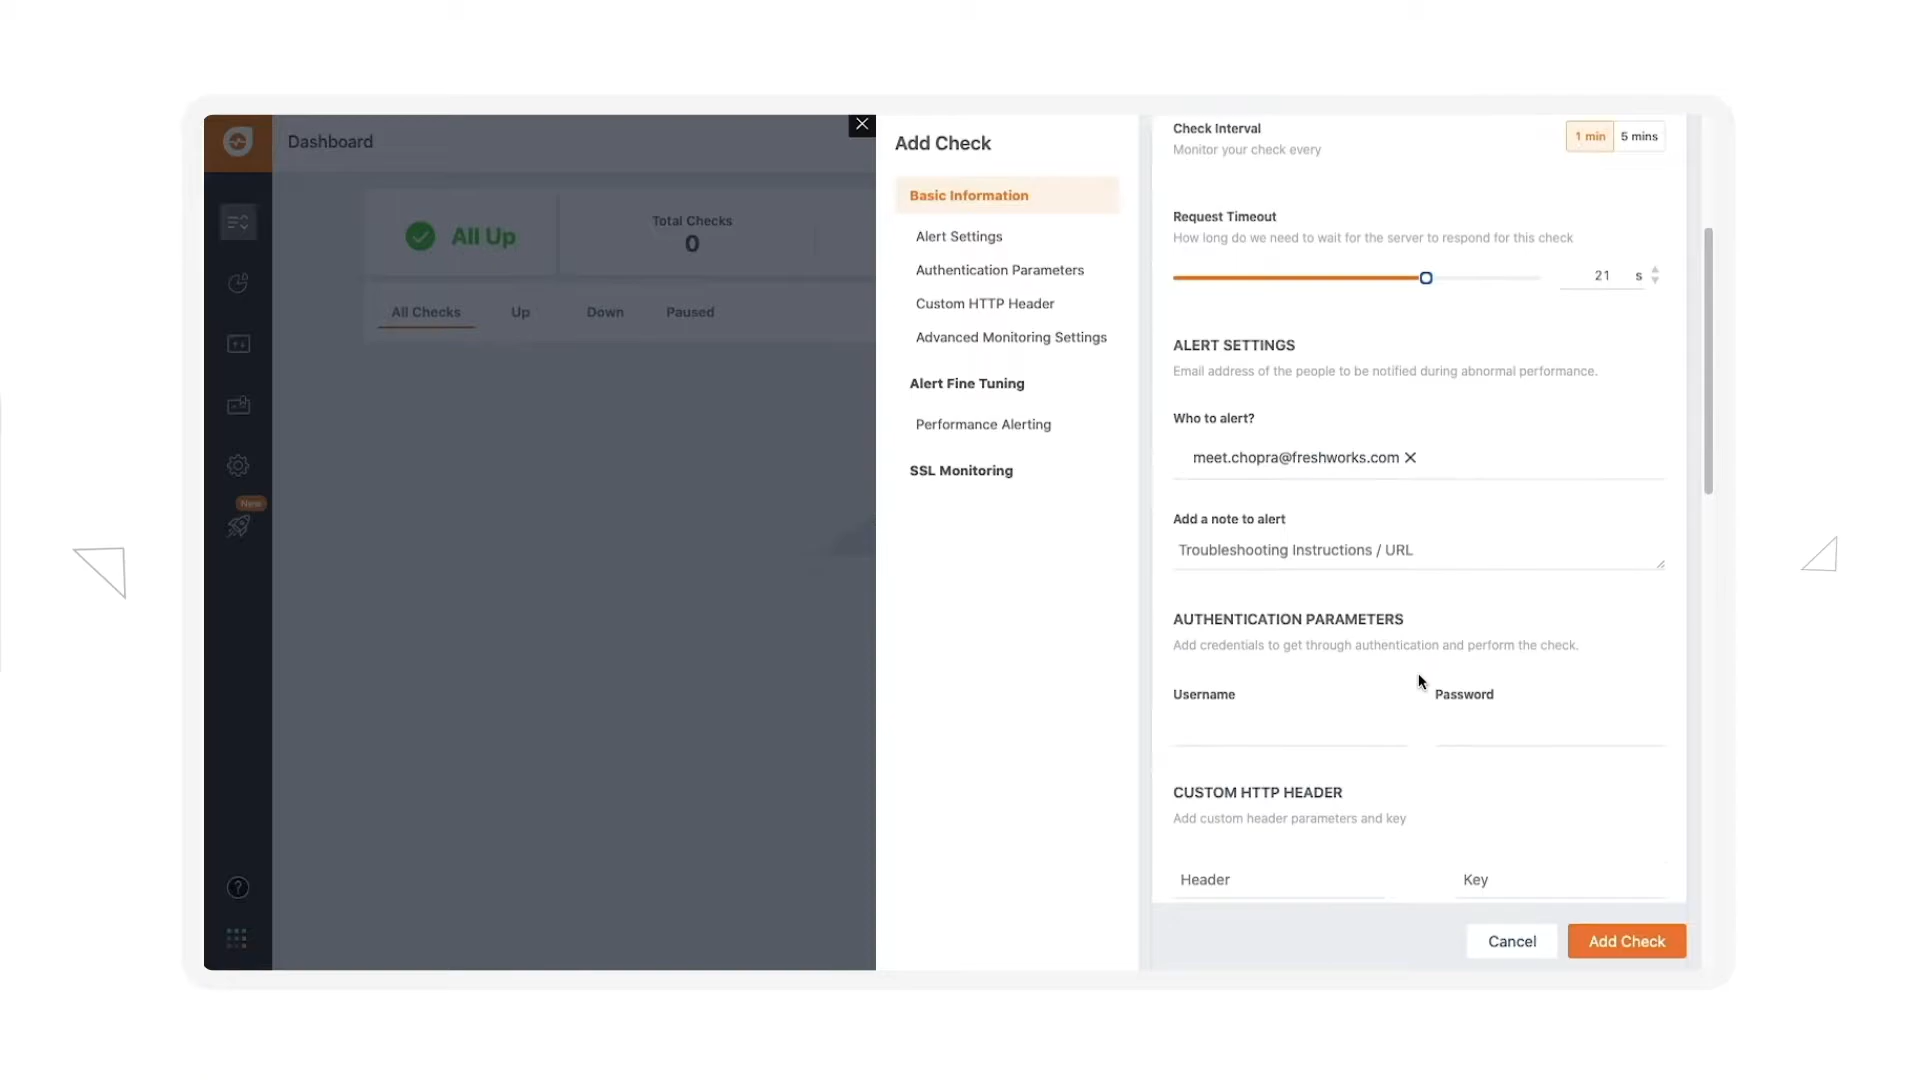 Dashboard
All Up
Total Checks
0
All Checks
Up
Down
Paused
New
Add Check
Basic Information
Alert Settings
Authentication Parameters
Custom HTTP Header
Advanced Monitoring Settings
Alert Fine Tuning
Performance Alerting
SSL Monitoring
Check Interval
Monitor your check every
1 min
5 mins
Request Timeout
How long do we need to wait for the server to respond for this check
21 s
ALERT SETTINGS
Email address of the people to be notified during abnormal performance.
Who to alert?
meet.chopra@freshworks.com
Add a note to alert
Troubleshooting Instructions / URL
AUTHENTICATION PARAMETERS
Add credentials to get through authentication and perform the check.
Username
Password
CUSTOM HTTP HEADER
Add custom header parameters and key
Header
Key
Cancel
Add Check